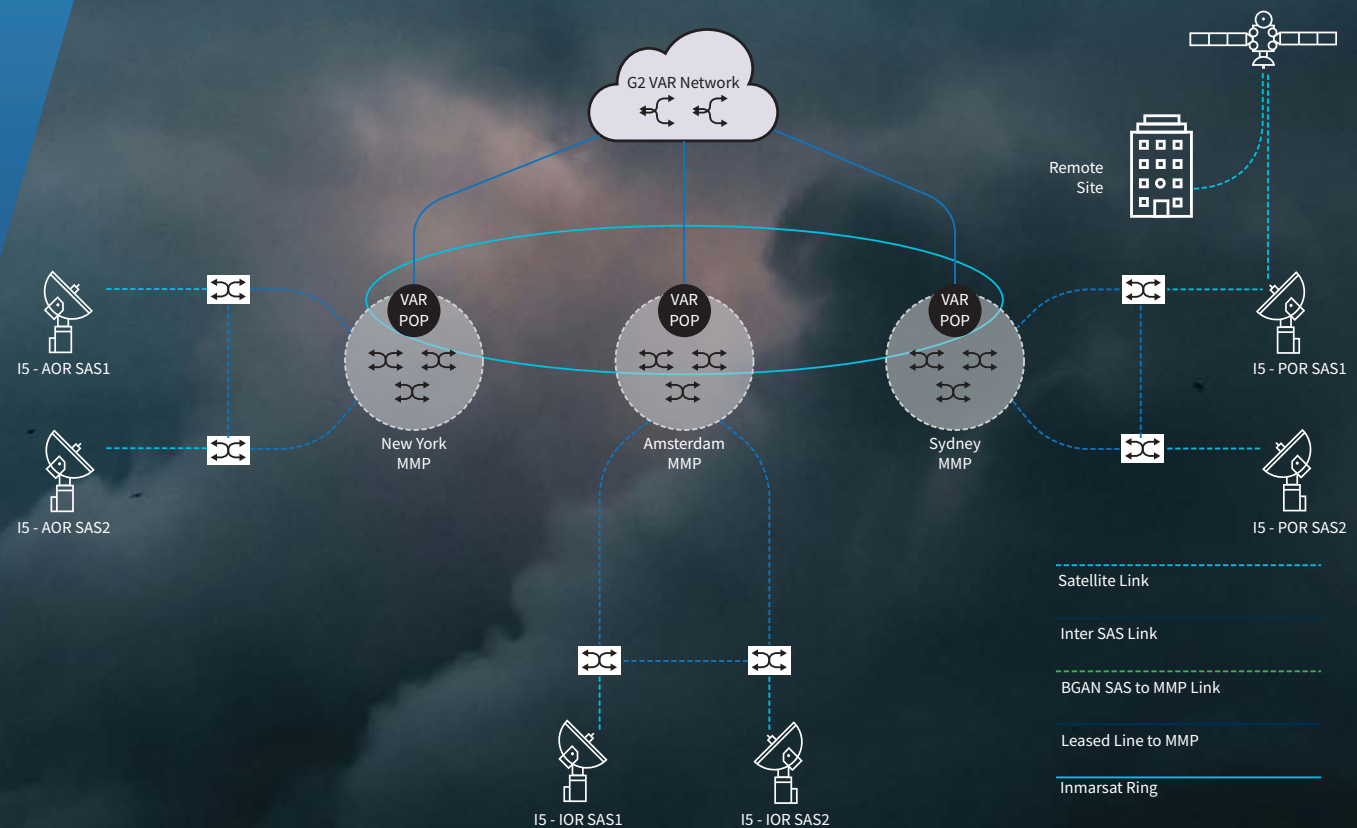 G2 VAR Network
Remote
Site
VAR
POP
VAR
POP
VAR
POP
I5 - AOR SAS1
I5 - POR SAS1
New York
MMP
Amsterdam
MMP
Sydney
MMP
I5 - AOR SAS2
I5 - POR SAS2
Satellite Link
Inter SAS Link
BGAN SAS to MMP Link
Leased Line to MMP
Inmarsat Ring
I5 - IOR SAS1
I5 - IOR SAS2